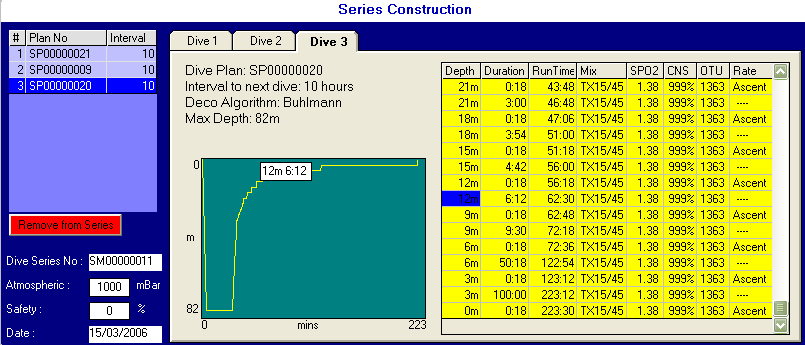 Series Construction
# Plan No Interval
1 SP00000021 10
2 SP00000009 10
3 SP00000020 10
Remove from Series
Dive Series No : SM00000011
Atmospheric : 1000 mBar
Safety : 0 %
Date : 15/03/2006
Dive 1 Dive 2 Dive 3
Dive Plan: SP00000020
Interval to next dive: 10 hours
Deco Algorithm: Buhlmann
Max Depth: 82m
0
12m 6:12
m
82
0 mins 223
Depth Duration RunTime Mix SPO2 CNS OTU Rate
21m 0:18 43:48 TX15/45 1.38 999% 1363 Ascent
21m 3:00 46:48 TX15/45 1.38 999% 1363 ----
18m 0:18 47:06 TX15/45 1.38 999% 1363 Ascent
18m 3:54 51:00 TX15/45 1.38 999% 1363 ----
15m 0:18 51:18 TX15/45 1.38 999% 1363 Ascent
15m 4:42 56:00 TX15/45 1.38 999% 1363 ----
12m 0:18 56:18 TX15/45 1.38 999% 1363 Ascent
6:12 62:30 TX15/45 1.38 999% 1363 ----
9m 0:18 62:48 TX15/45 1.38 999% 1363 Ascent
9m 9:30 72:18 TX15/45 1.38 999% 1363 ----
6m 0:18 72:36 TX15/45 1.38 999% 1363 Ascent
6m 50:18 122:54 TX15/45 1.38 999% 1363 ----
3m 0:18 123:12 TX15/45 1.38 999% 1363 Ascent
3m 100:00 223:12 TX15/45 1.38 999% 1363 ----
0m 0:18 223:30 TX15/45 1.38 999% 1363 Ascent